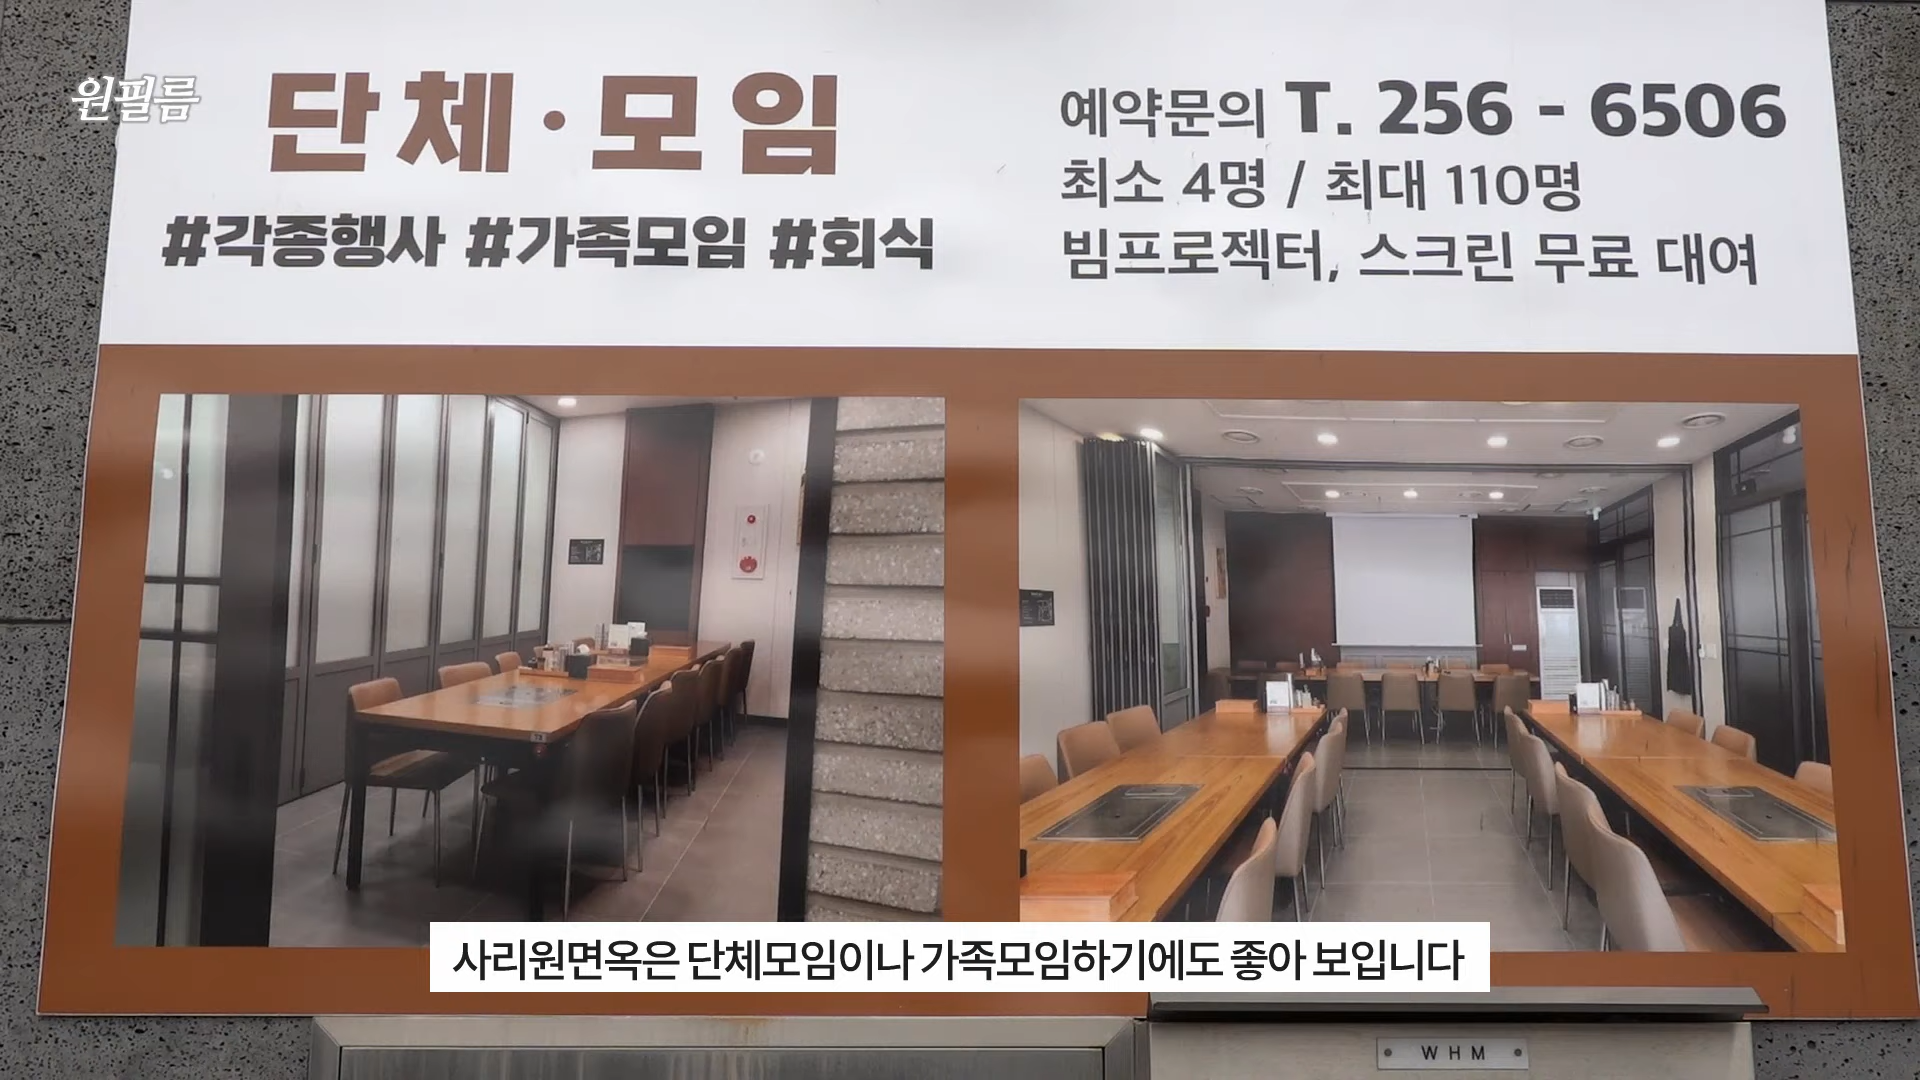 원필름
단체·모임
#각종행사 #가족모임 #회식
예약문의 T. 256 - 6506
최소 4명 / 최대 110명
빔프로젝터, 스크린 무료 대여
사리원면옥은 단체모임이나 가족모임하기에도 좋아 보입니다
WHM